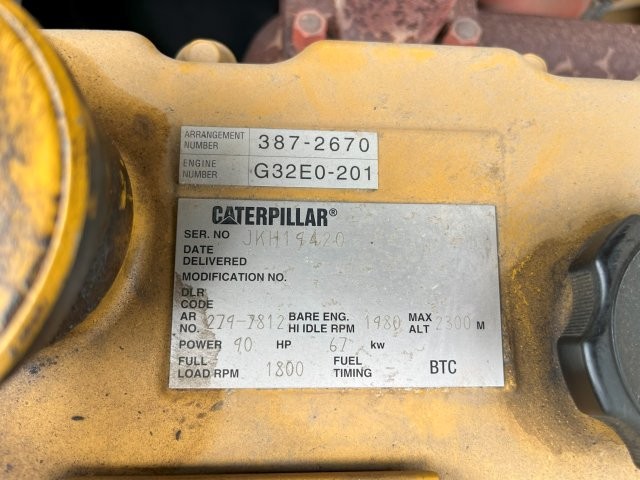 ARRANGEMENT NUMBER 387-2670
ENGINE NUMBER G32E0-201
CATERPILLAR®
SER. NO JKH14420
DATE
DELIVERED
MODIFICATION NO.
DLR
CODE
AR NO. 279-7812 BARE ENG. HI IDLE RPM 1980 MAX ALT 2300 M
POWER 90 HP 67 kw
FULL LOAD RPM 1800 FUEL TIMING BTC